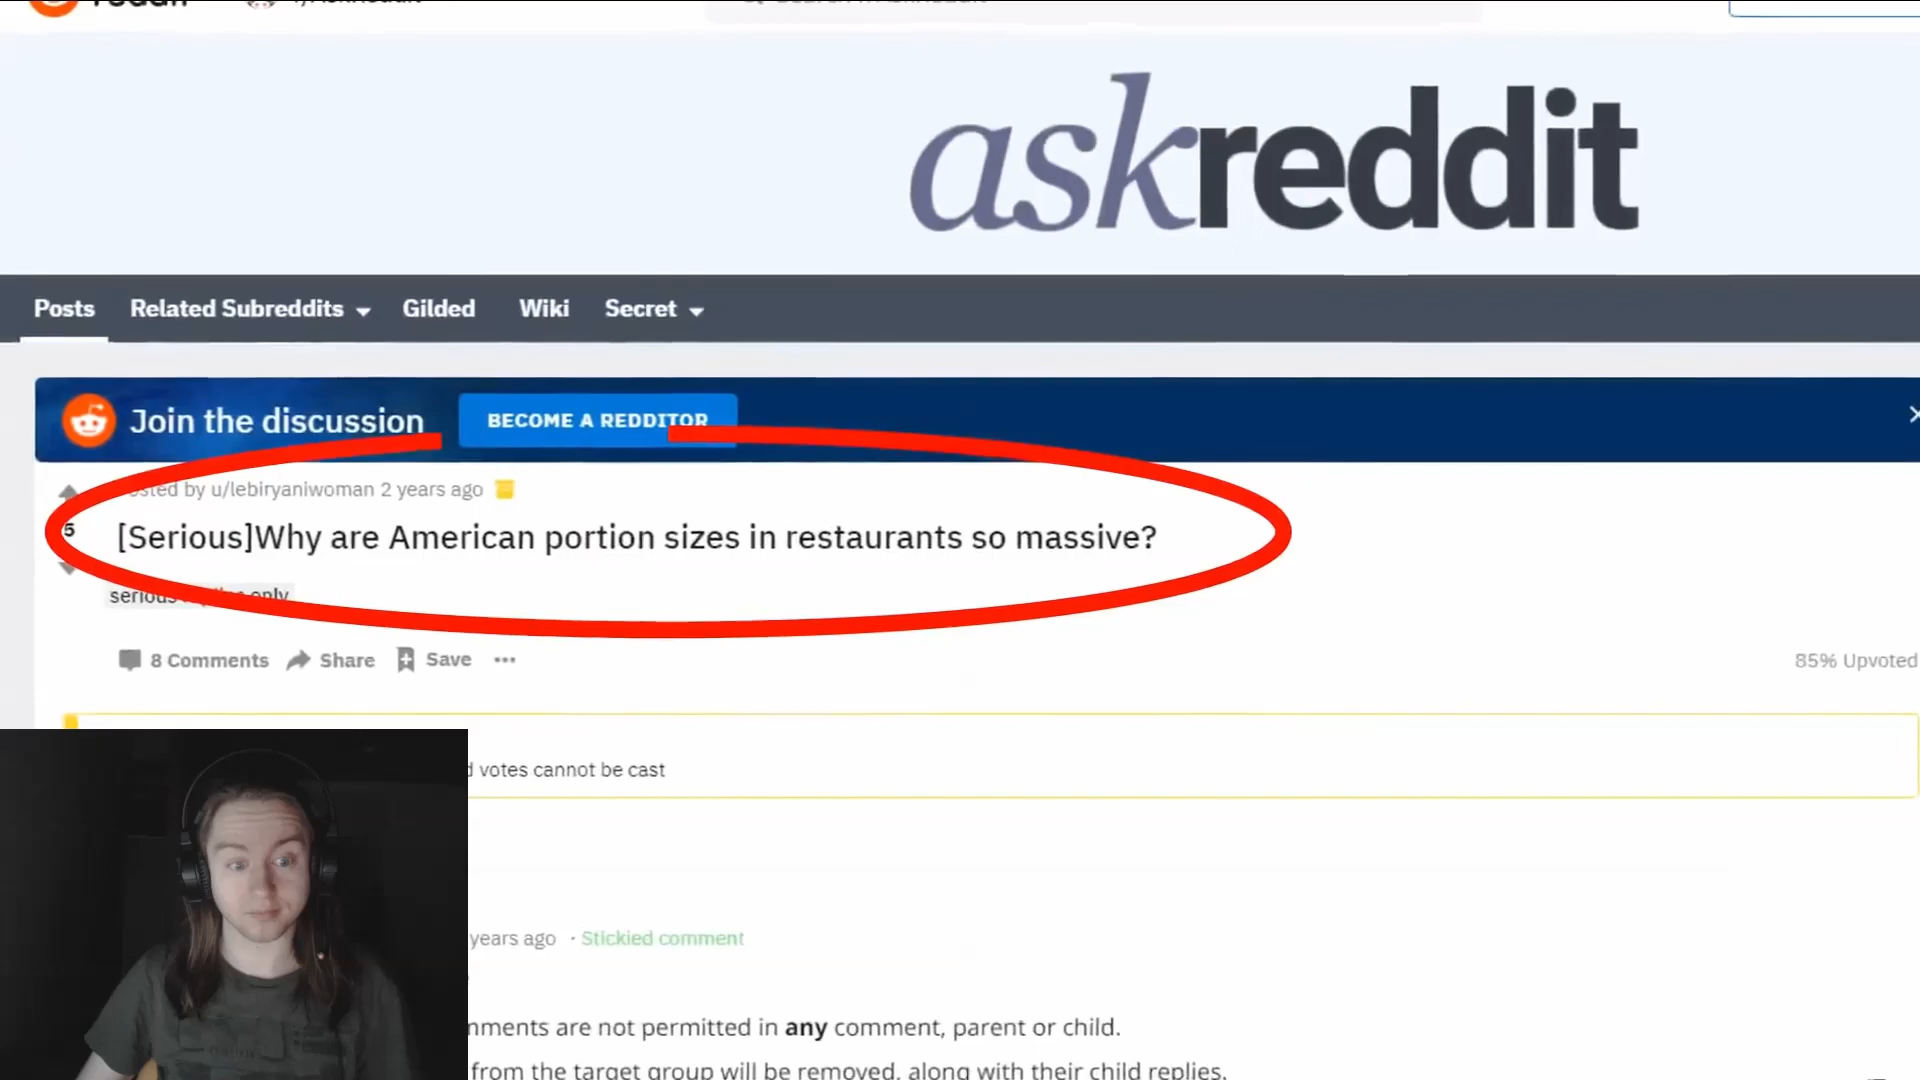 askreddit
Posts Related Subreddits Gilded Wiki Secret
Join the discussion BECOME A REDDITOR
by u/lebiryaniwoman 2 years ago
5
[Serious]Why are American portion sizes in restaurants so massive?
serious only
8 Comments Share Save
85% Upvoted
votes cannot be cast
years ago · Stickied comment
are not permitted in any comment, parent or child.
from the target group will be removed, along with their child replies.